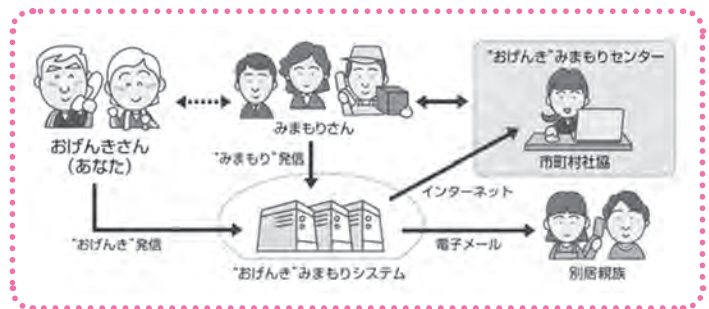 "おげんき"みまもりセンター
みまもりさん
おげんきさん
(あなた)
市町村社協
"みまもり"発信
インターネット
"おげんき"発信
電子メール
"おげんき"みまもりシステム
別居親族